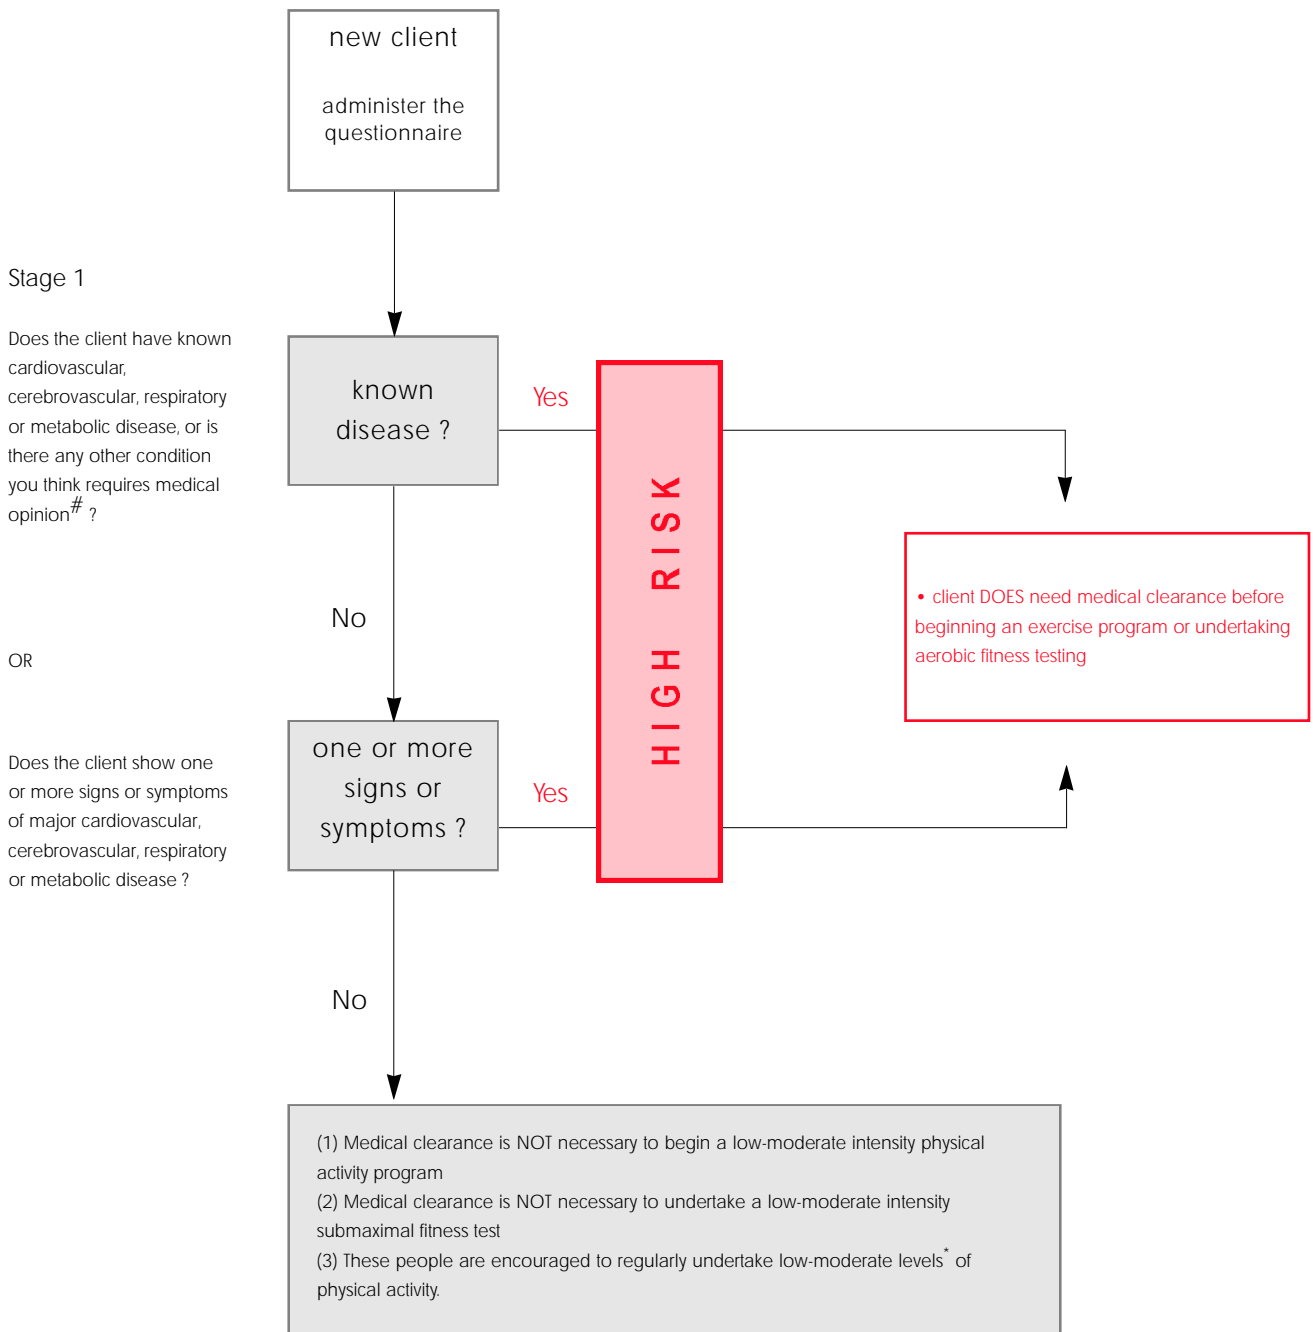 new client
administer the
questionnaire
Stage 1
Does the client have known
cardiovascular,
cerebrovascular, respiratory
or metabolic disease, or is
there any other condition
you think requires medical
opinion# ?
known
disease ?
Yes
HIGH RISK
• client DOES need medical clearance before
beginning an exercise program or undertaking
aerobic fitness testing
No
OR
Does the client show one
or more signs or symptoms
of major cardiovascular,
cerebrovascular, respiratory
or metabolic disease ?
one or more
signs or
symptoms ?
Yes
No
(1) Medical clearance is NOT necessary to begin a low-moderate intensity physical
activity program
(2) Medical clearance is NOT necessary to undertake a low-moderate intensity
submaximal fitness test
(3) These people are encouraged to regularly undertake low-moderate levels* of
physical activity.